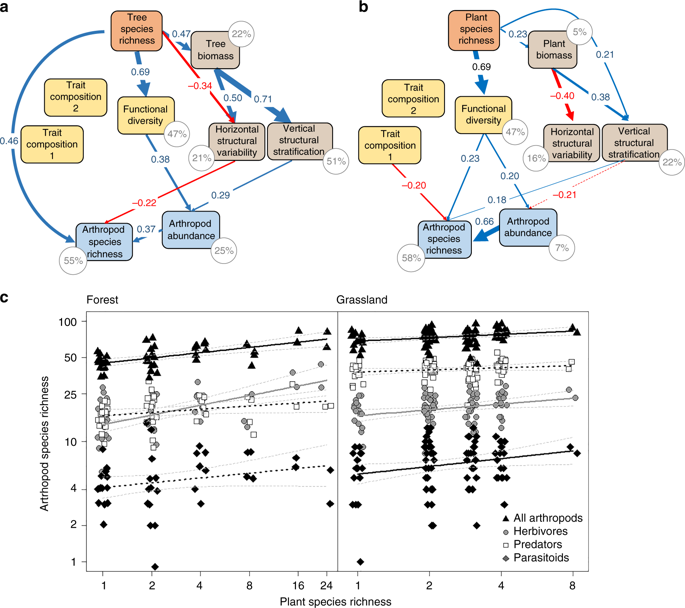 a
Tree
species
richness
0.47
Tree
biomass
22%
0.69
−0.34
0.50
0.71
Trait
composition
2
Functional
diversity
47%
Trait
composition
1
Horizontal
structural
variability
21%
Vertical
structural
stratification
51%
0.46
0.38
−0.22
0.29
Arthropod
species
richness
55%
0.37
Arthropod
abundance
25%
b
Plant
species
richness
0.23
Plant
biomass
5%
0.21
0.69
−0.40
0.38
Trait
composition
2
Functional
diversity
47%
Trait
composition
1
Horizontal
structural
variability
16%
Vertical
structural
stratification
22%
0.23
0.20
−0.20
0.18
−0.21
Arthropod
species
richness
58%
0.66
Arthropod
abundance
7%
c
Forest
Grassland
100
50
25
10
4
2
1
Artrhopod species richness
All arthropods
Herbivores
Predators
Parasitoids
1 2 4 8 16 24
1 2 4 8
Plant species richness